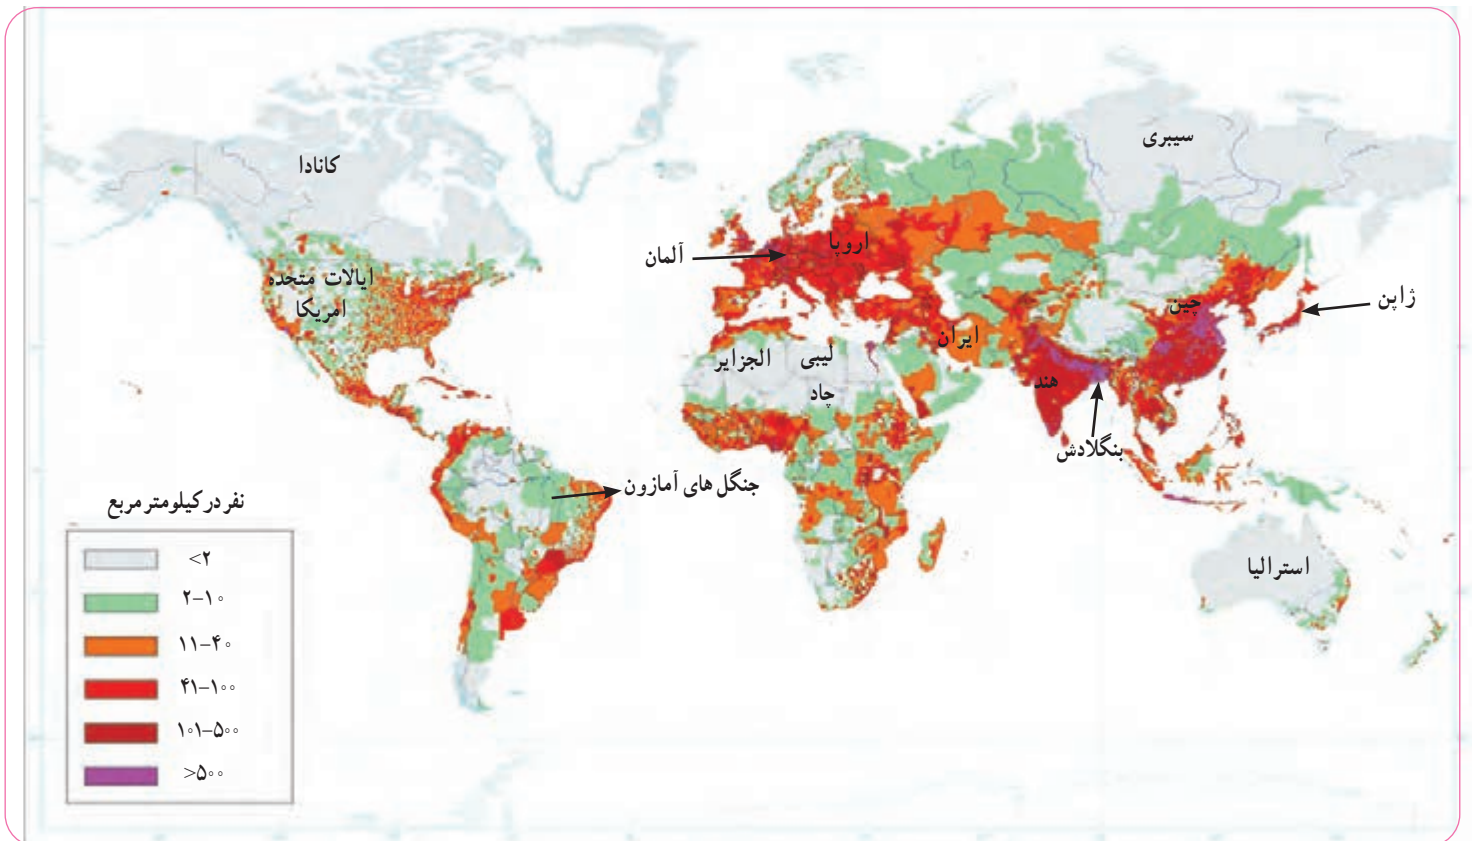 کانادا
سیبری
ایالات متحده
امریکا
آلمان
اروپا
ژاپن
چین
ایران
لیبی
الجزایر
چاد
هند
بنگلادش
جنگل های آمازون
استرالیا
نفر در کیلومتر مربع
<۲
۲–۱۰
۱۱–۴۰
۴۱–۱۰۰
۱۰۱–۵۰۰
>۵۰۰